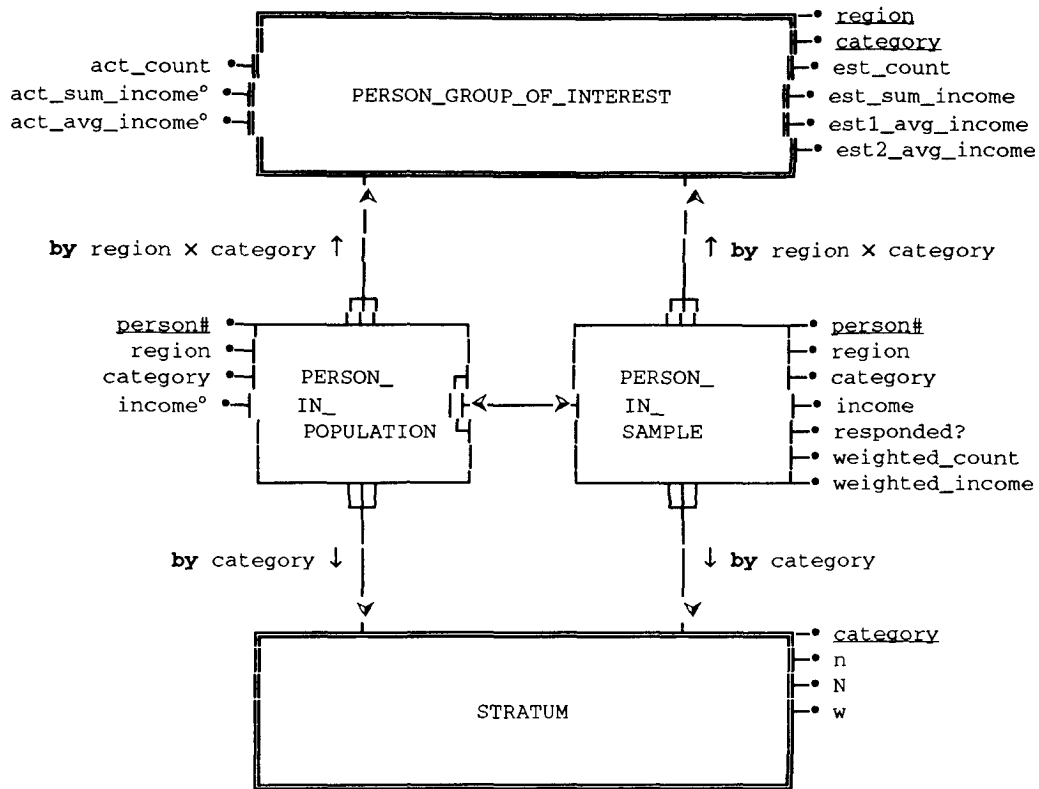 region
category
act_count
est_count
act_sum_income°
PERSON_GROUP_OF_INTEREST
est_sum_income
act_avg_income°
est1_avg_income
est2_avg_income
by region × category ↑
↑ by region × category
person#
region
category
income°
PERSON_
IN_
POPULATION
PERSON_
IN_
SAMPLE
person#
region
category
income
responded?
weighted_count
weighted_income
by category ↓
↓ by category
category
n
N
w
STRATUM